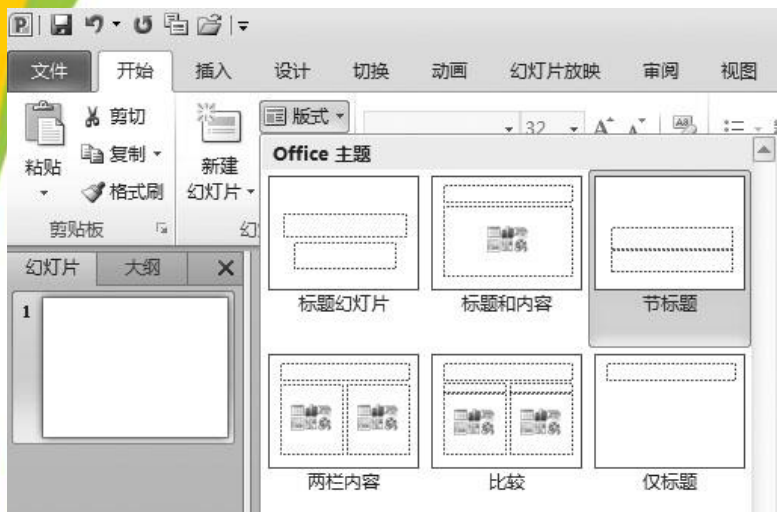 文件 开始 插入 设计 切换 动画 幻灯片放映 审阅 视图
剪切
复制
格式刷
粘贴
新建
幻灯片
版式
32
剪贴板
Office 主题
幻灯片 大纲
1
标题幻灯片 标题和内容 节标题
两栏内容 比较 仅标题